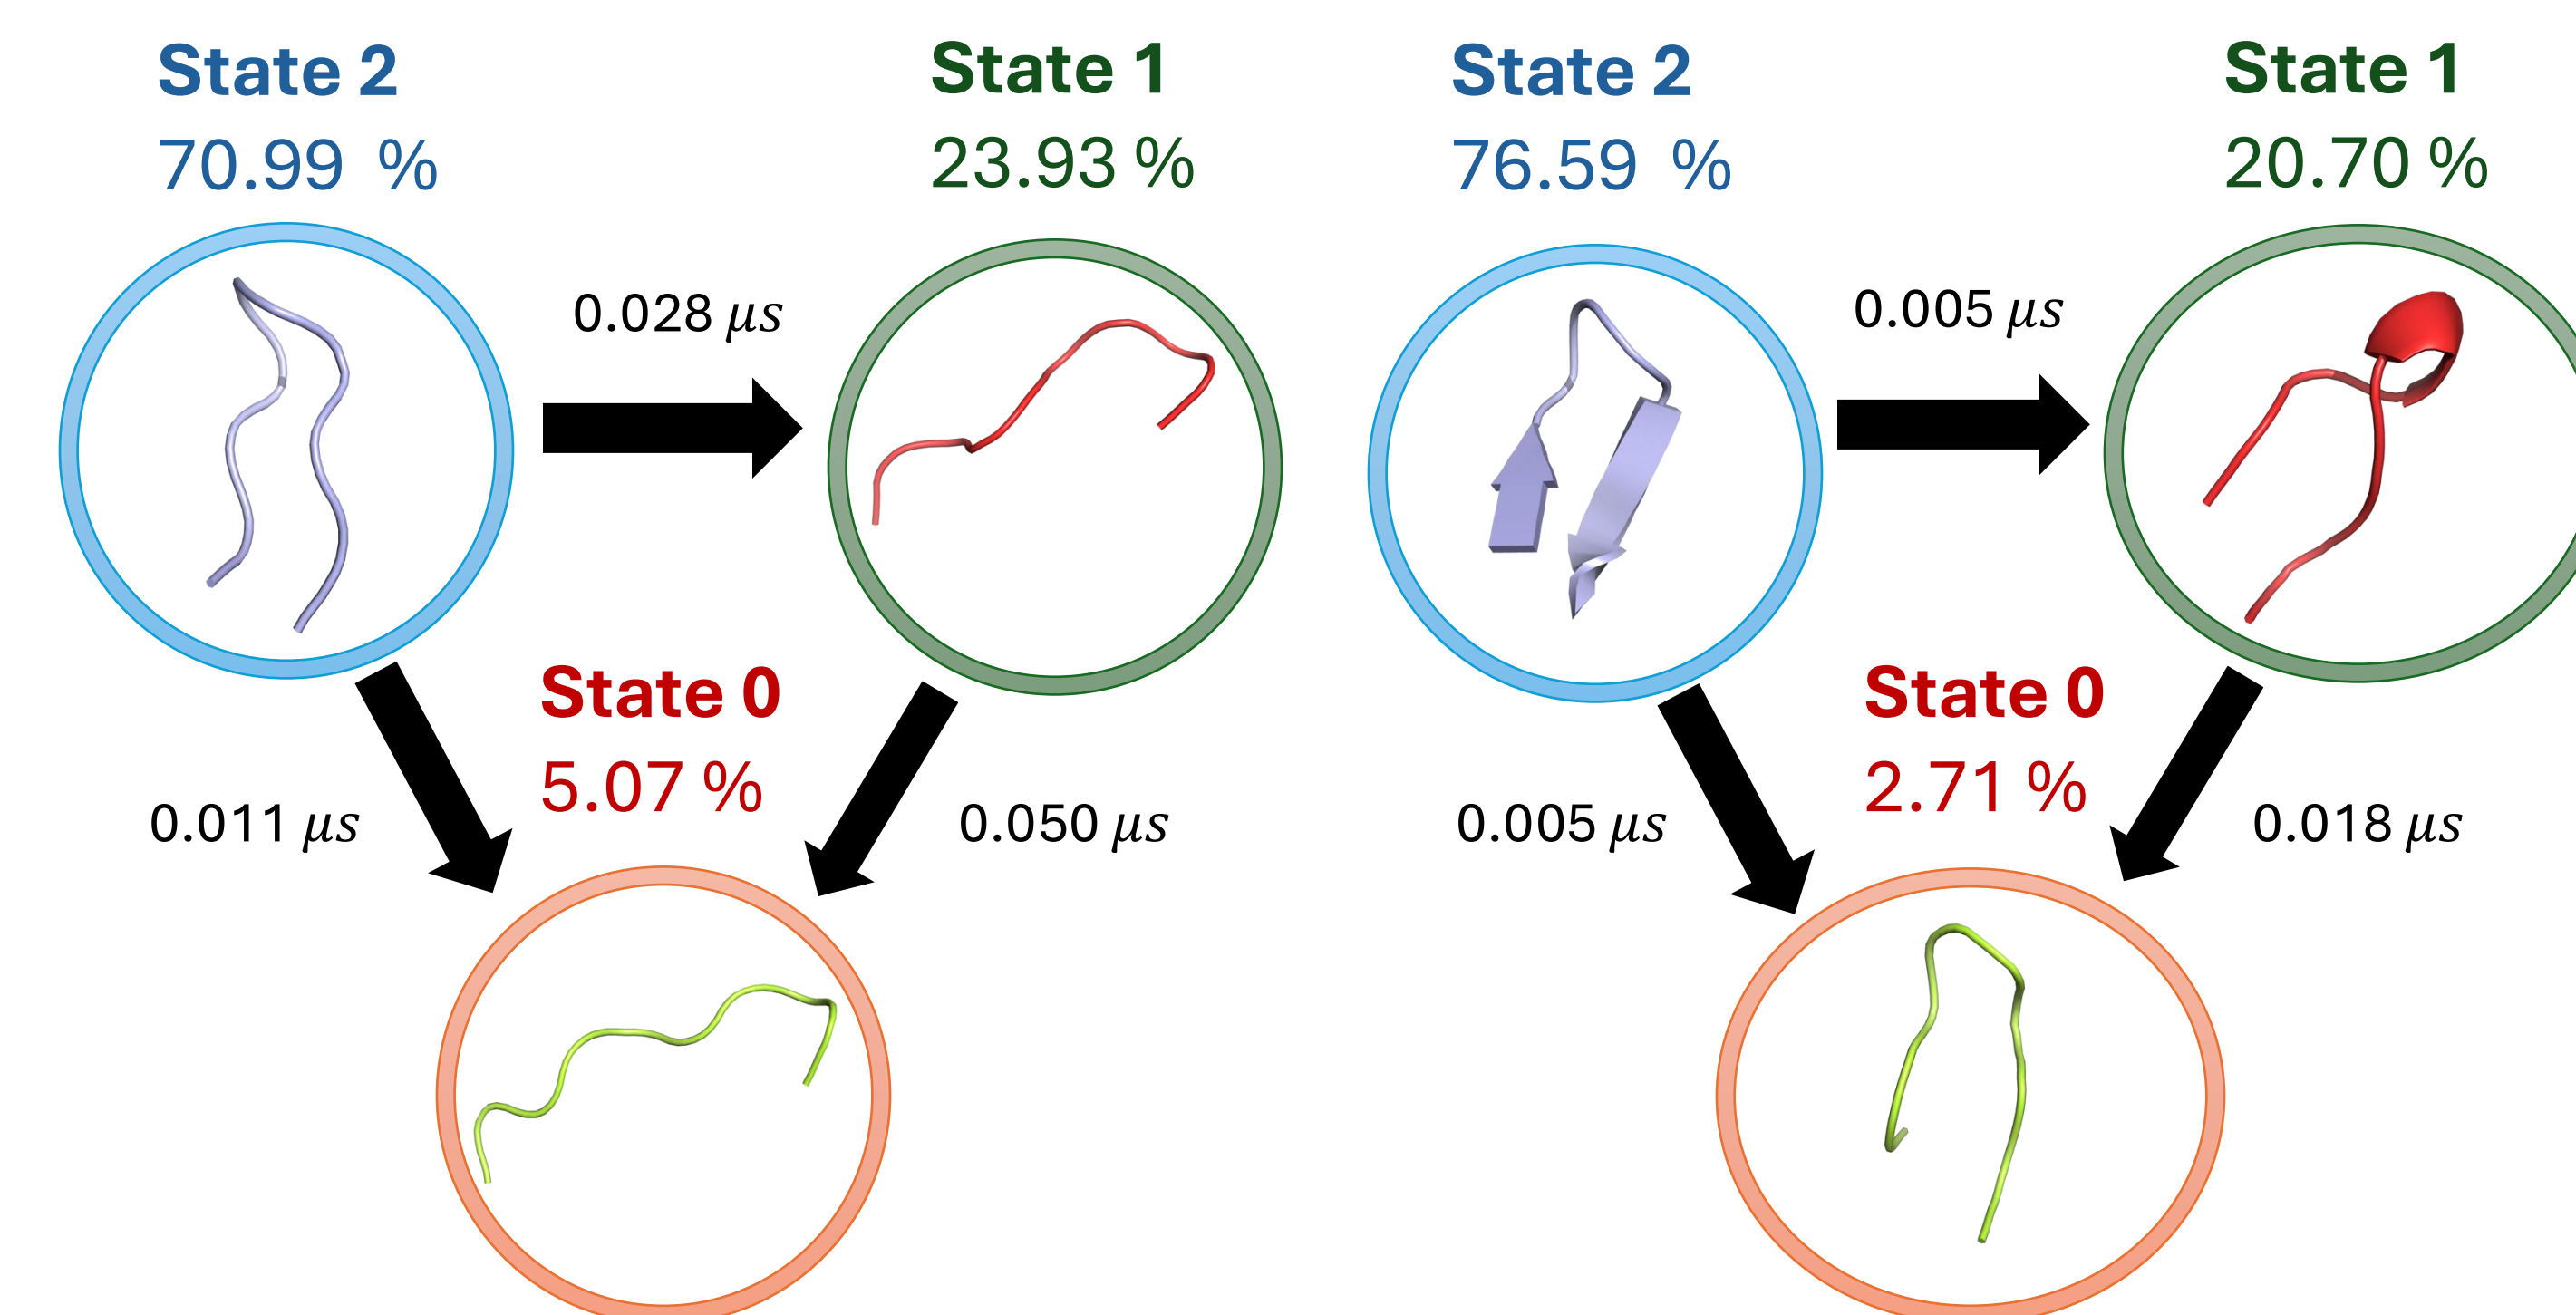 State 2
70.99 %
State 1
23.93 %
0.028 μs
State 0
5.07 %
0.011 μs
0.050 μs
State 2
76.59 %
State 1
20.70 %
0.005 μs
State 0
2.71 %
0.005 μs
0.018 μs